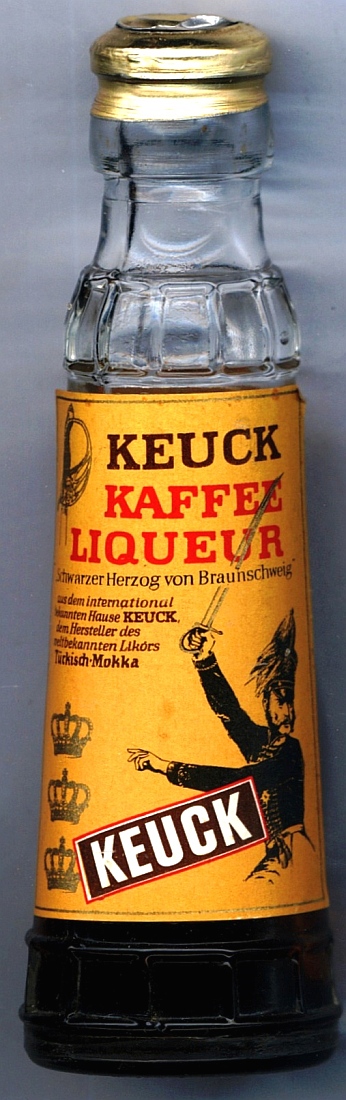 KEUCK
KAFFEE
LIQUEUR
Schwarzer Herzog von Braunschweig
aus dem international
bekannten Hause KEUCK,
dem Hersteller des
weltbekannten Likörs
Türkisch-Mokka
KEUCK